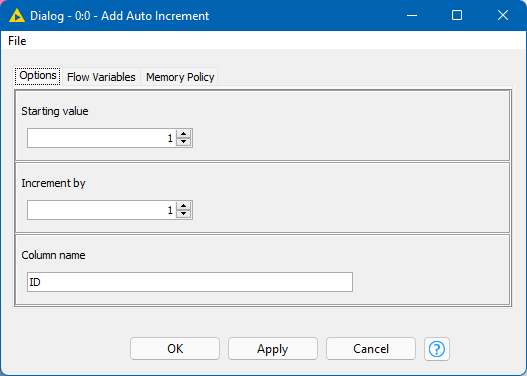 Dialog - 0:0 - Add Auto Increment
File
Options Flow Variables Memory Policy
Starting value
1
Increment by
1
Column name
ID
OK Apply Cancel ?